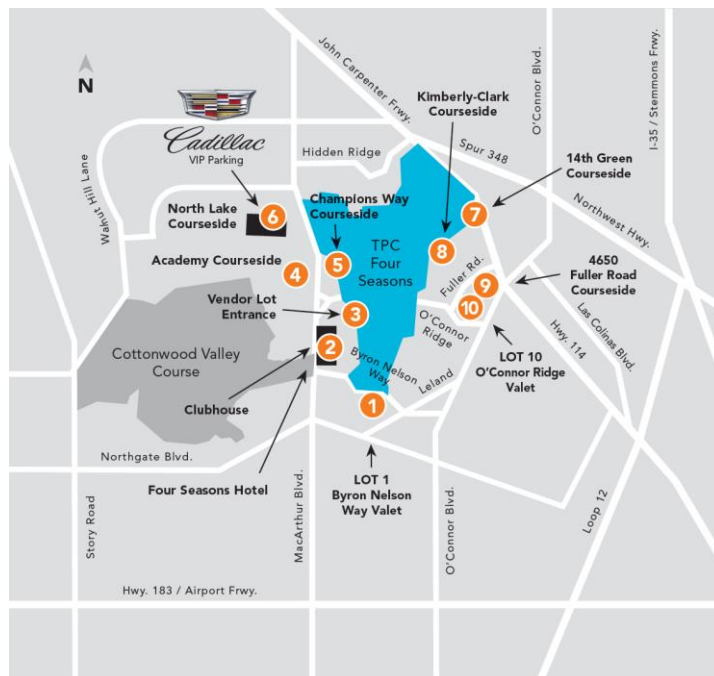 N
Cadillac
VIP Parking
John Carpenter Frwy.
Kimberly-Clark
Courseside
O'Connor Blvd.
I-35 / Stemmons Frwy.
Hidden Ridge
Spur 348
14th Green
Courseside
Walnut Hill Lane
North Lake
Courseside
6
Champions Way
Courseside
7
Northwest Hwy.
TPC
Four
Seasons
8
Academy Courseside
4
5
Fuller Rd.
4650
Fuller Road
Courseside
9
10
Vendor Lot
Entrance
3
O'Connor
Ridge
Las Colinas Blvd.
Hwy. 114
2
Cottonwood Valley
Course
Byron Nelson
Way
LOT 10
O'Connor Ridge
Valet
Leland
Clubhouse
1
Northgate Blvd.
Four Seasons Hotel
LOT 1
Byron Nelson
Way Valet
Story Road
MacArthur Blvd.
O'Connor Blvd.
Loop 12
Hwy. 183 / Airport Frwy.